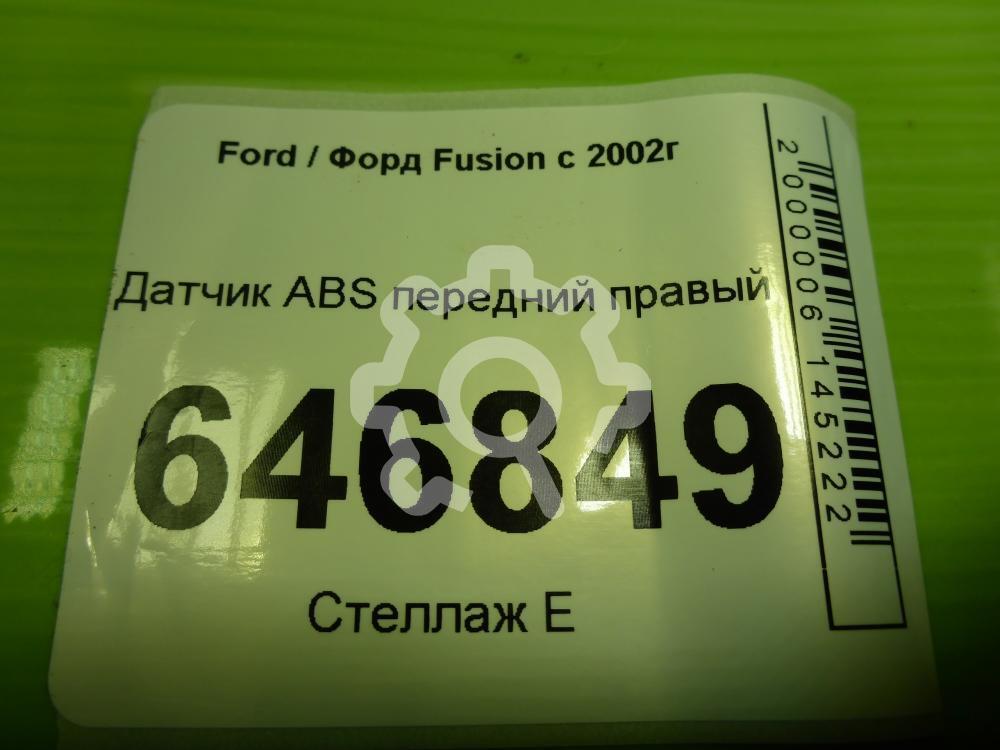 Ford / Форд Fusion с 2002г
Датчик ABS передний правый
646849
Стеллаж E
2000006145222